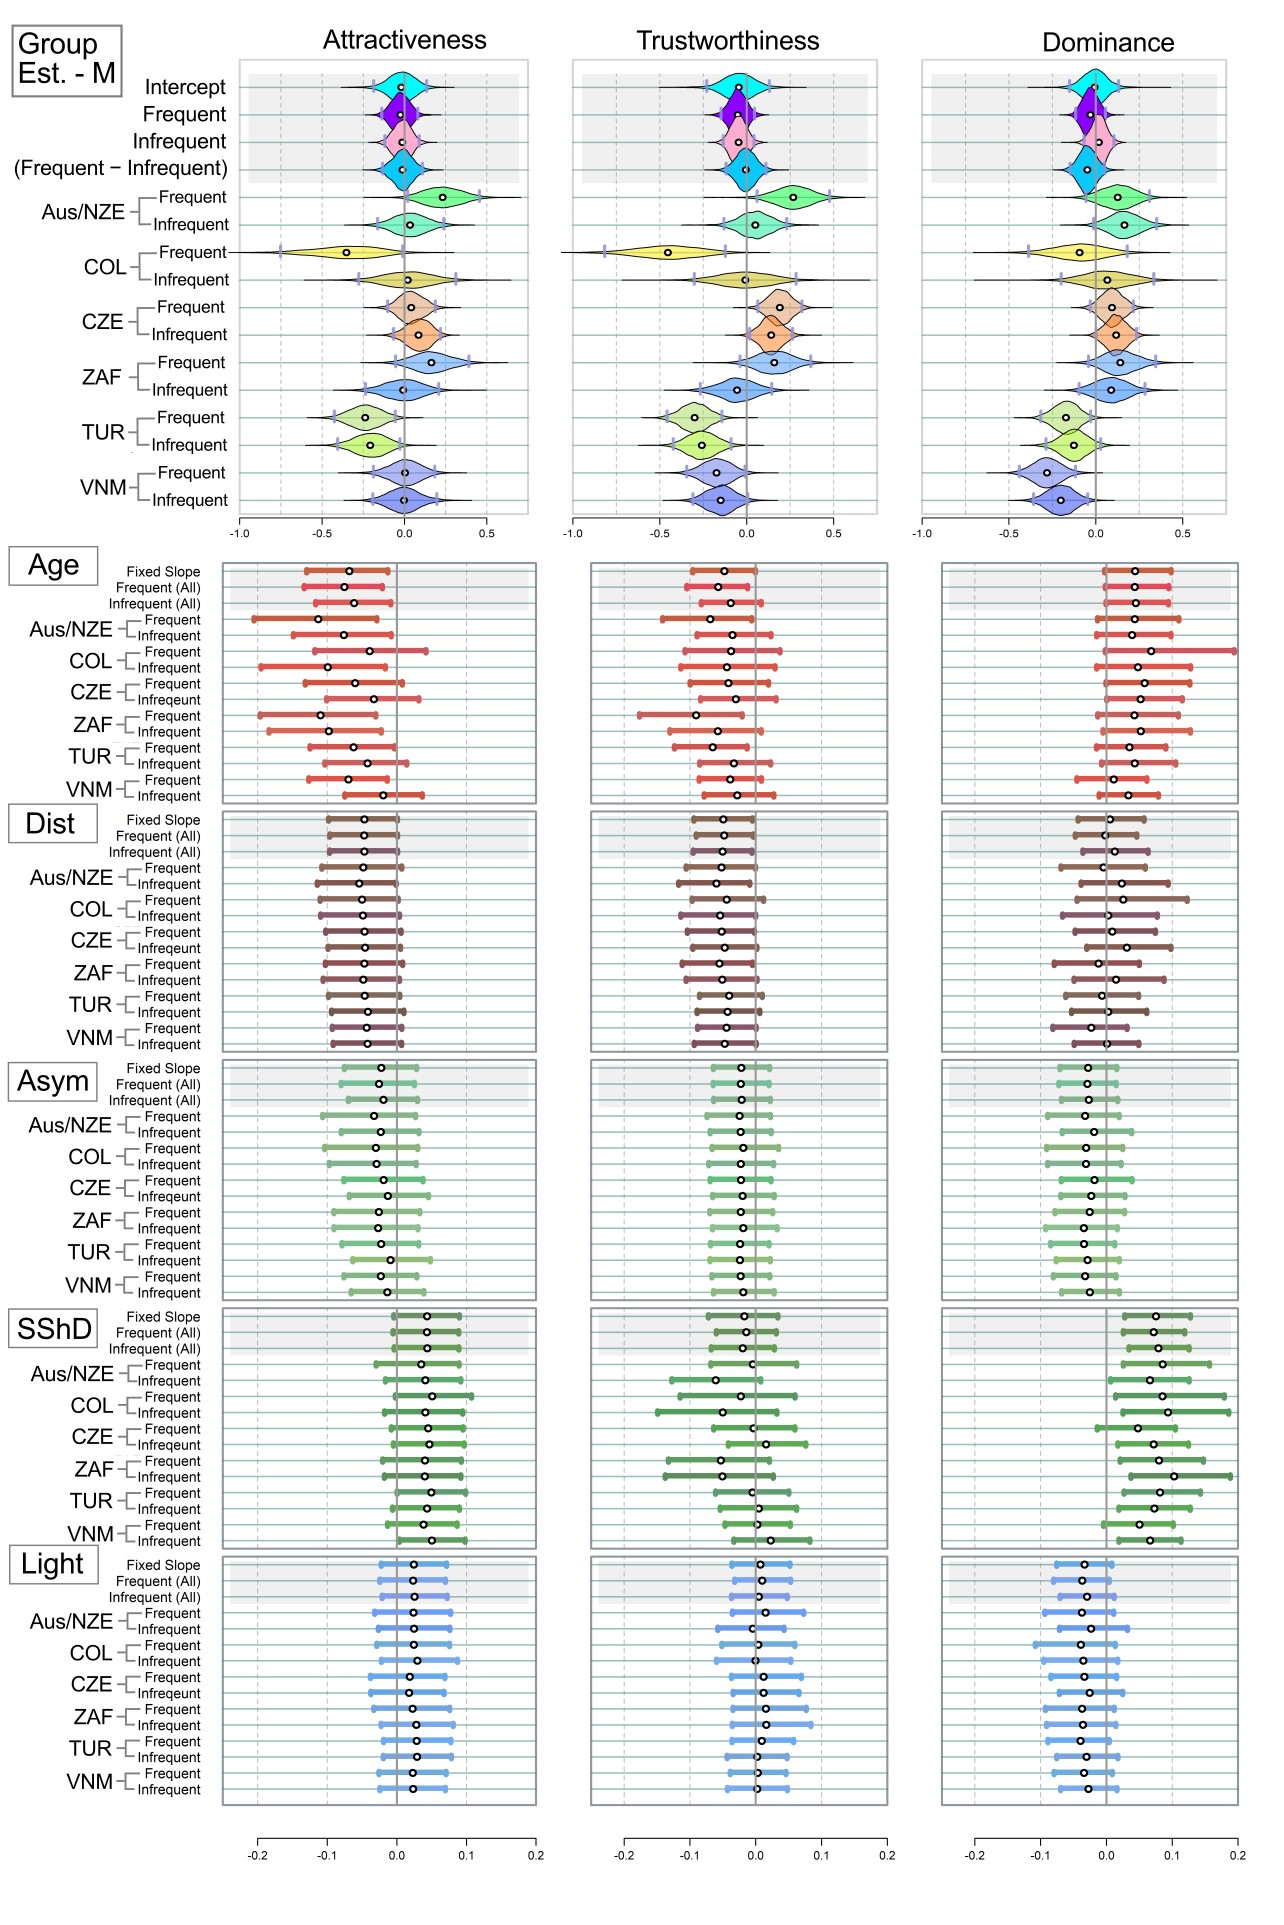 Group
Est. - M
Attractiveness Trustworthiness Dominance
Intercept
Frequent
Infrequent
(Frequent − Infrequent)
Aus/NZE Frequent
Infrequent
COL Frequent
Infrequent
CZE Frequent
Infrequent
ZAF Frequent
Infrequent
TUR Frequent
Infrequent
VNM Frequent
Infrequent
-1.0 -0.5 0.0 0.5 -1.0 -0.5 0.0 0.5 -1.0 -0.5 0.0 0.5
Age
Fixed Slope
Frequent (All)
Infrequent (All)
Aus/NZE Frequent
Infrequent
COL Frequent
Infrequent
CZE Frequent
Infreqeunt
ZAF Frequent
Infrequent
TUR Frequent
Infrequent
VNM Frequent
Infrequent
Dist
Fixed Slope
Frequent (All)
Infrequent (All)
Aus/NZE Frequent
Infrequent
COL Frequent
Infrequent
CZE Frequent
Infreqeunt
ZAF Frequent
Infrequent
TUR Frequent
Infrequent
VNM Frequent
Infrequent
Asym
Fixed Slope
Frequent (All)
Infrequent (All)
Aus/NZE Frequent
Infrequent
COL Frequent
Infrequent
CZE Frequent
Infreqeunt
ZAF Frequent
Infrequent
TUR Frequent
Infrequent
VNM Frequent
Infrequent
SShD
Fixed Slope
Frequent (All)
Infrequent (All)
Aus/NZE Frequent
Infrequent
COL Frequent
Infrequent
CZE Frequent
Infreqeunt
ZAF Frequent
Infrequent
TUR Frequent
Infrequent
VNM Frequent
Infrequent
Light
Fixed Slope
Frequent (All)
Infrequent (All)
Aus/NZE Frequent
Infrequent
COL Frequent
Infrequent
CZE Frequent
Infreqeunt
ZAF Frequent
Infrequent
TUR Frequent
Infrequent
VNM Frequent
Infrequent
-0.2 -0.1 0.0 0.1 0.2 -0.2 -0.1 0.0 0.1 0.2 -0.2 -0.1 0.0 0.1 0.2